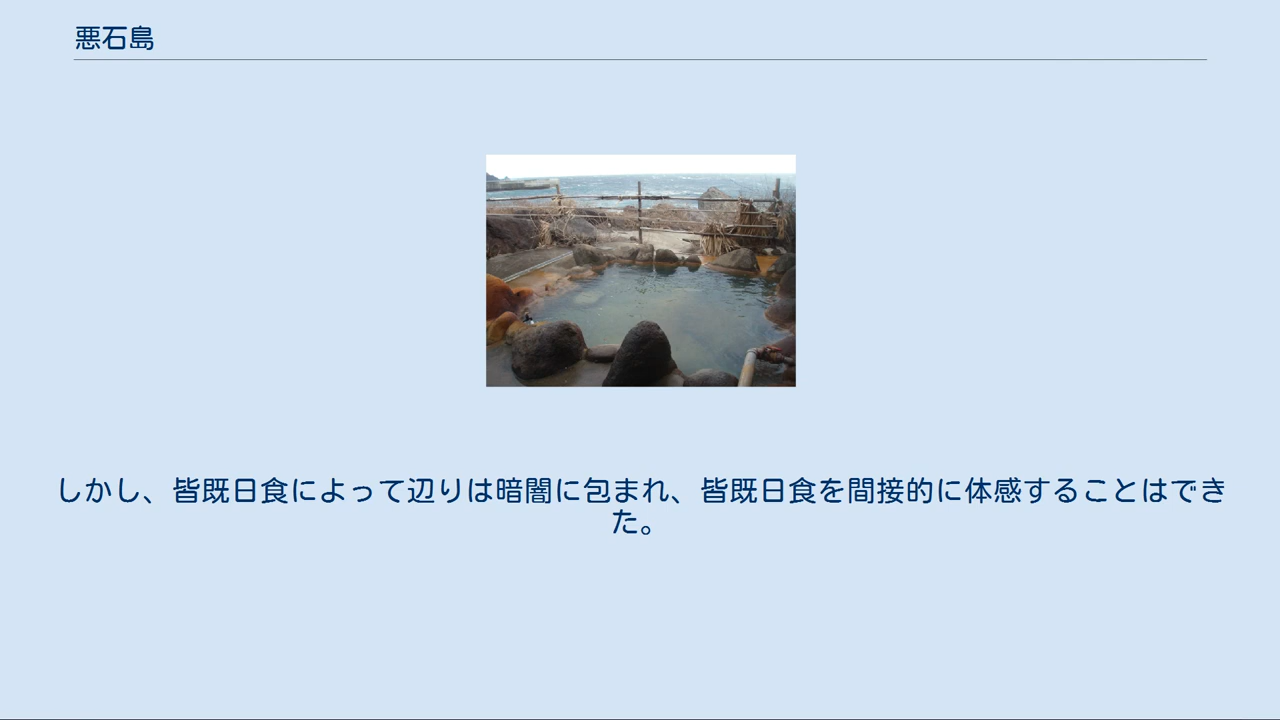 悪石島
しかし、皆既日食によって辺りは暗闇に包まれ、皆既日食を間接的に体感することはでき
た。